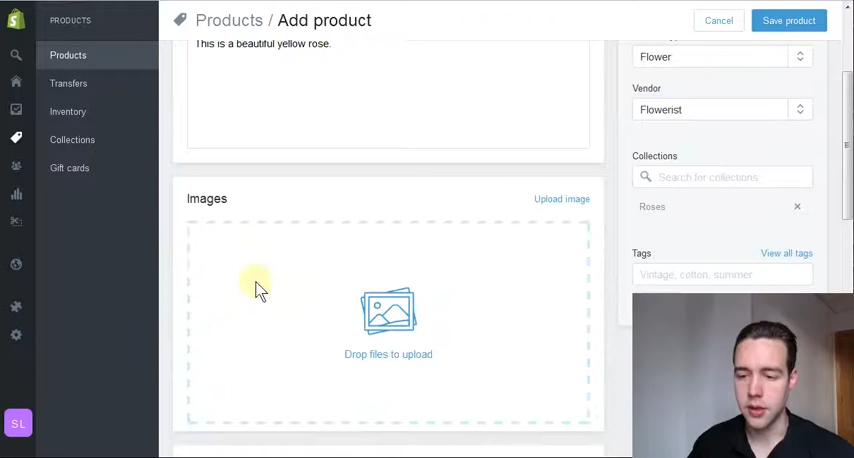 PRODUCTS
Products / Add product
Cancel
Save product
Products
Transfers
Inventory
Collections
Gift cards
This is a beautiful yellow rose.
Flower
Vendor
Flowerist
Collections
Search for collections
Roses
Tags
View all tags
Vintage, cotton, summer
Images
Upload image
Drop files to upload
SL